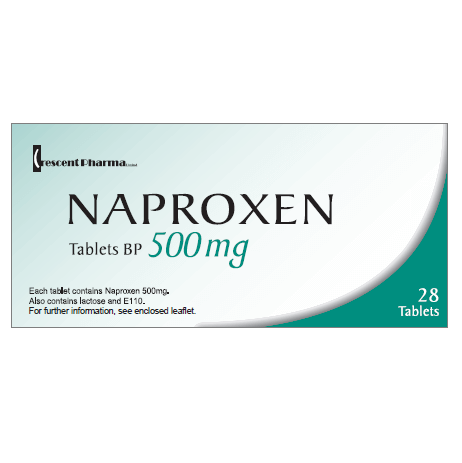 Crescent Pharma Limited
NAPROXEN
Tablets BP 500mg
Each tablet contains Naproxen 500mg.
Also contains lactose and E110.
For further information, see enclosed leaflet.
28
Tablets